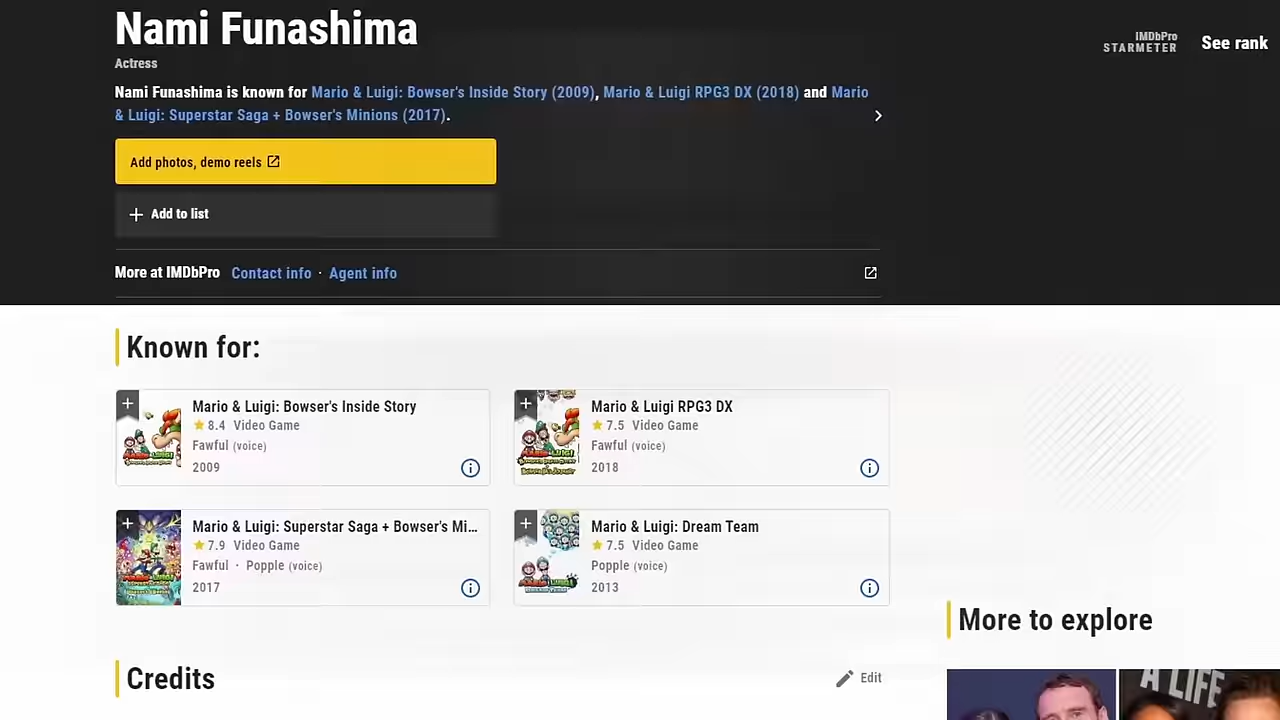 Nami Funashima
IMDbPro
STARMETER
See rank
Actress
Nami Funashima is known for Mario & Luigi: Bowser's Inside Story (2009), Mario & Luigi RPG3 DX (2018) and Mario
& Luigi: Superstar Saga + Bowser's Minions (2017).
Add photos, demo reels
Add to list
More at IMDbPro Contact info · Agent info
Known for:
Mario & Luigi: Bowser's Inside Story
8.4 Video Game
Fawful (voice)
2009
Mario & Luigi RPG3 DX
7.5 Video Game
Fawful (voice)
2018
Mario & Luigi: Superstar Saga + Bowser's Mi...
7.9 Video Game
Fawful · Popple (voice)
2017
Mario & Luigi: Dream Team
7.5 Video Game
Popple (voice)
2013
More to explore
Credits
Edit
A LIFE